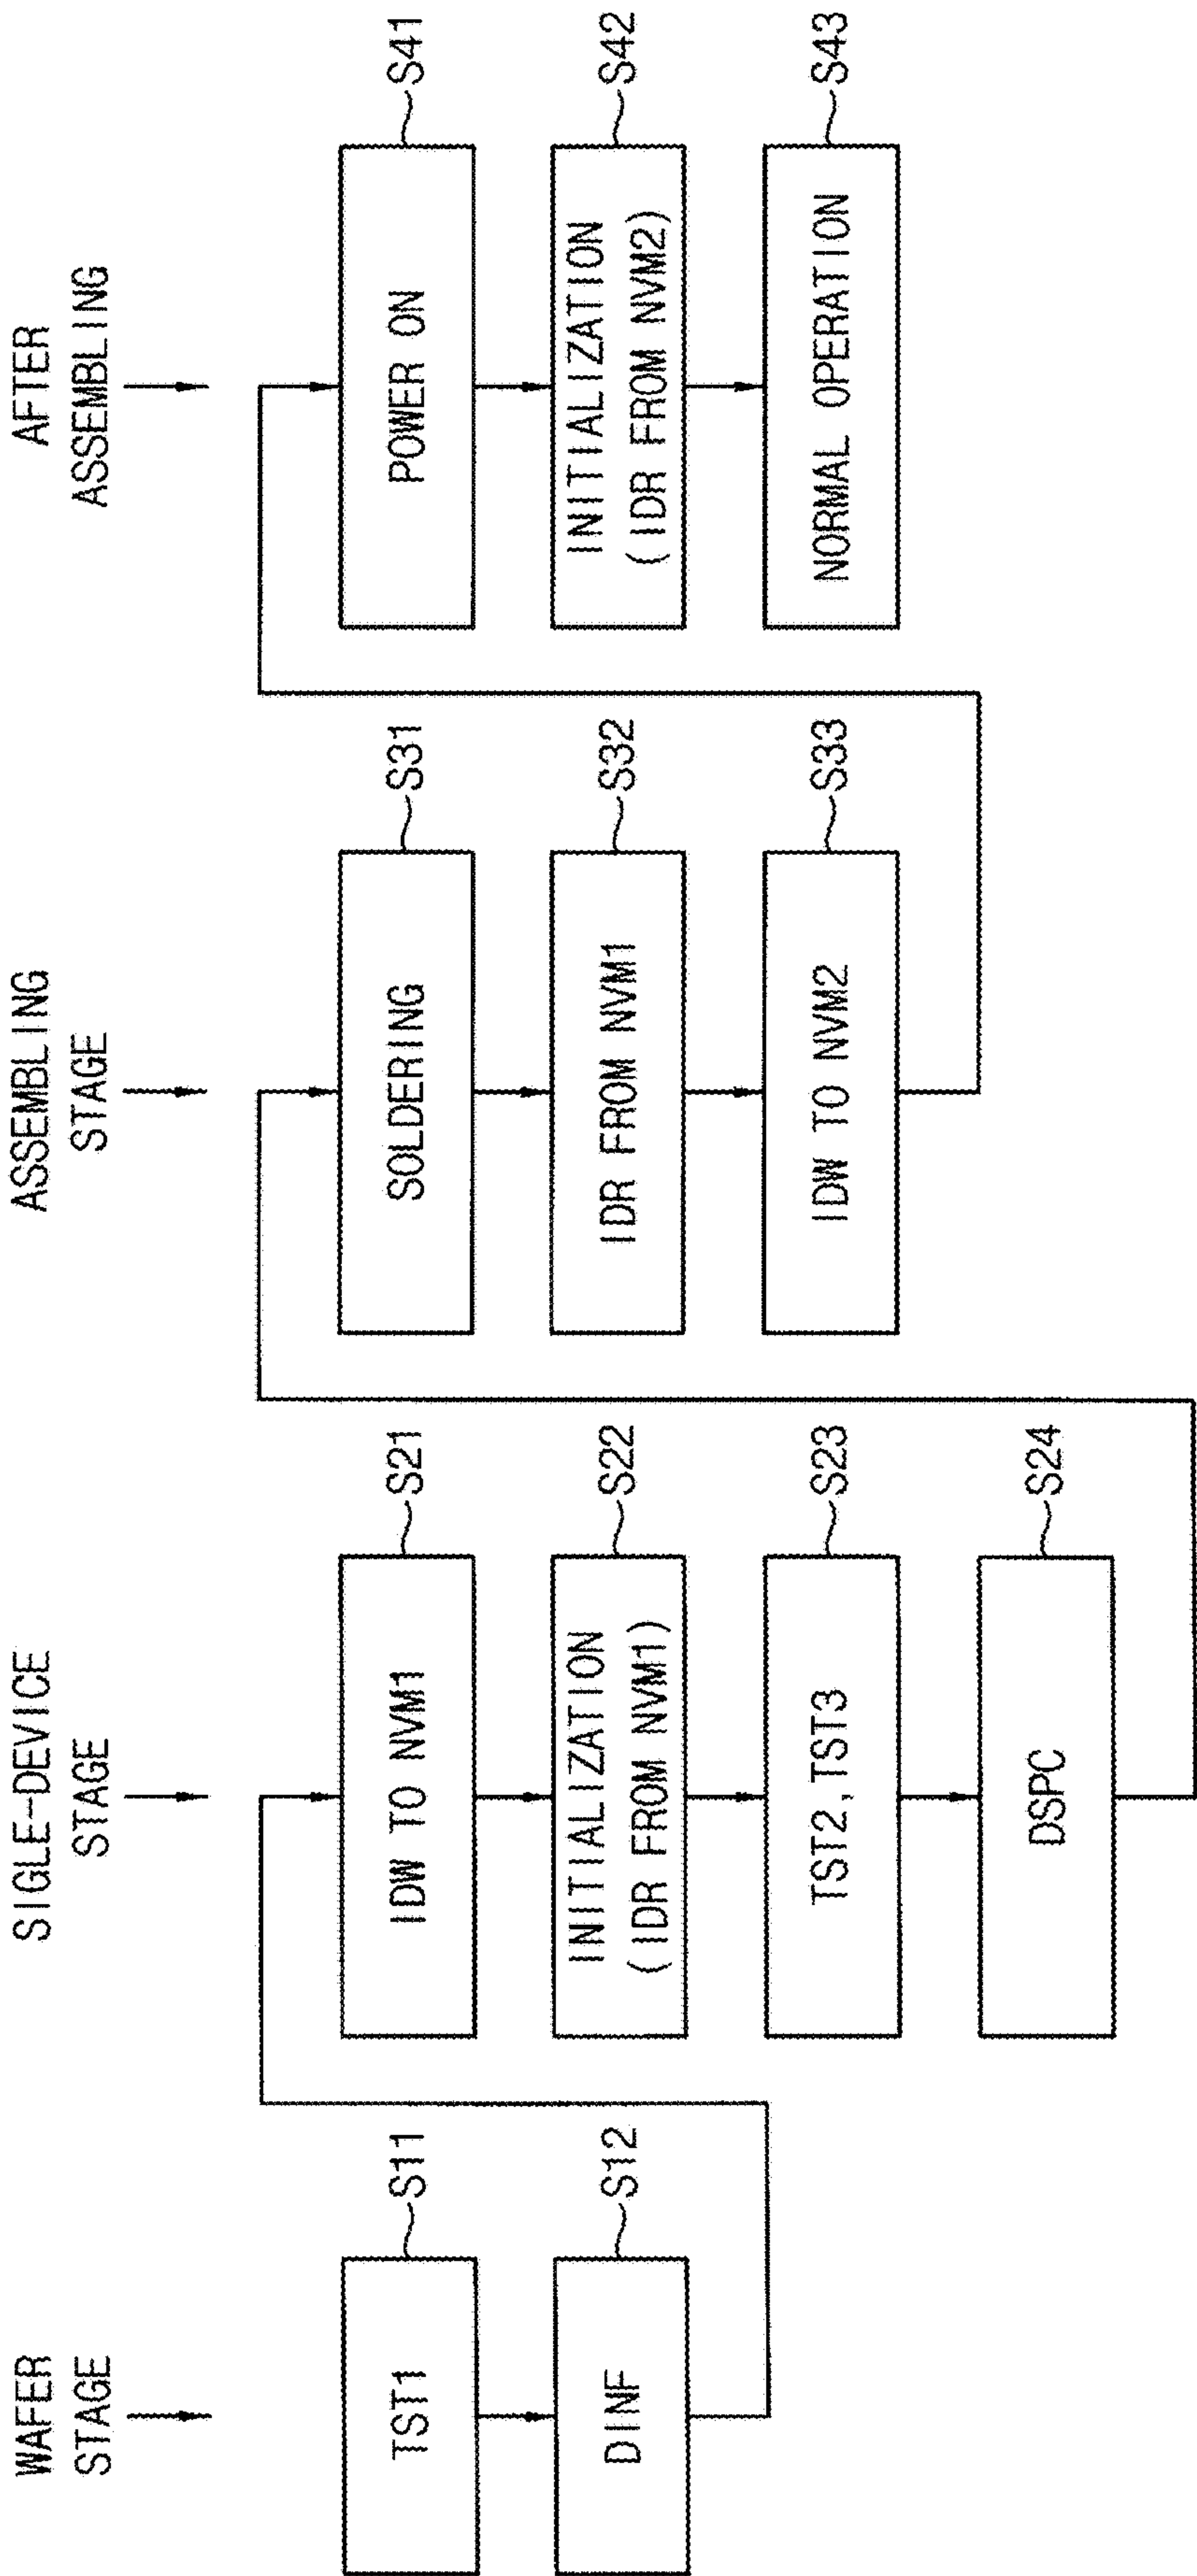 WAFER
STAGE
TST1
S11
DINF
S12
SIGLE-DEVICE
STAGE
IDW TO NVM1
S21
INITIALIZATION
(IDR FROM NVM1)
S22
TST2,TST3
S23
DSPC
S24
ASSEMBLING
STAGE
SOLDERING
S31
IDR FROM NVM1
S32
IDW TO NVM2
S33
AFTER
ASSEMBLING
POWER ON
S41
INITIALIZATION
(IDR FROM NVM2)
S42
NORMAL OPERATION
S43